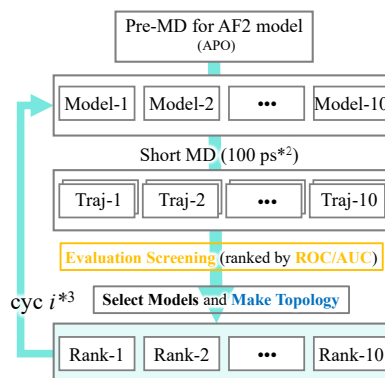 Pre-MD for AF2 model
(APO)
Model-1 Model-2 ••• Model-10
Short MD (100 ps*2)
Traj-1 Traj-2 ••• Traj-10
Evaluation Screening (ranked by ROC/AUC)
cyc i*3
Select Models and Make Topology
Rank-1 Rank-2 ••• Rank-10